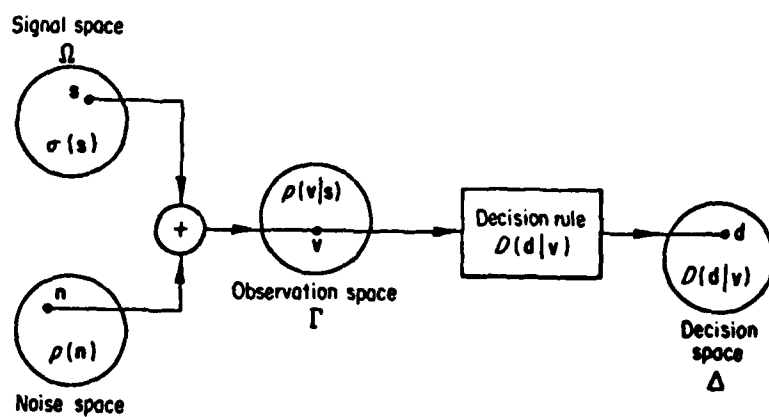 Signal space
Ω
s
σ(s)
+
n
p(n)
Noise space
p(v|s)
v
Observation space
Γ
Decision rule
D(d|v)
d
D(d|v)
Decision
space
Δ